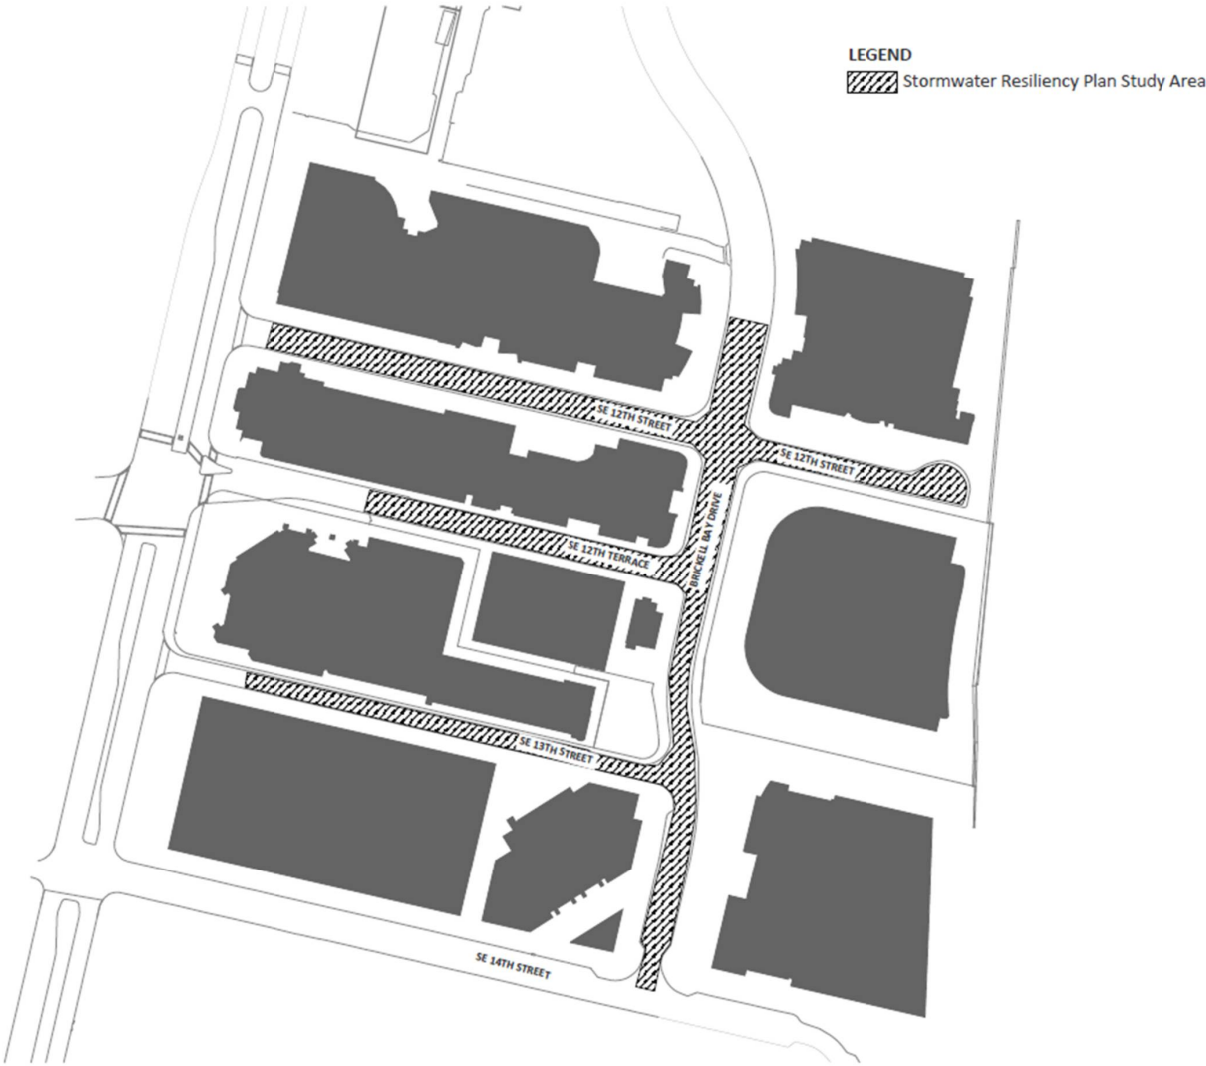 LEGEND
Stormwater Resiliency Plan Study Area
SE 12TH STREET
SE 12TH STREET
BRICKELL BAY DRIVE
SE 12TH TERRACE
SE 13TH STREET
SE 14TH STREET